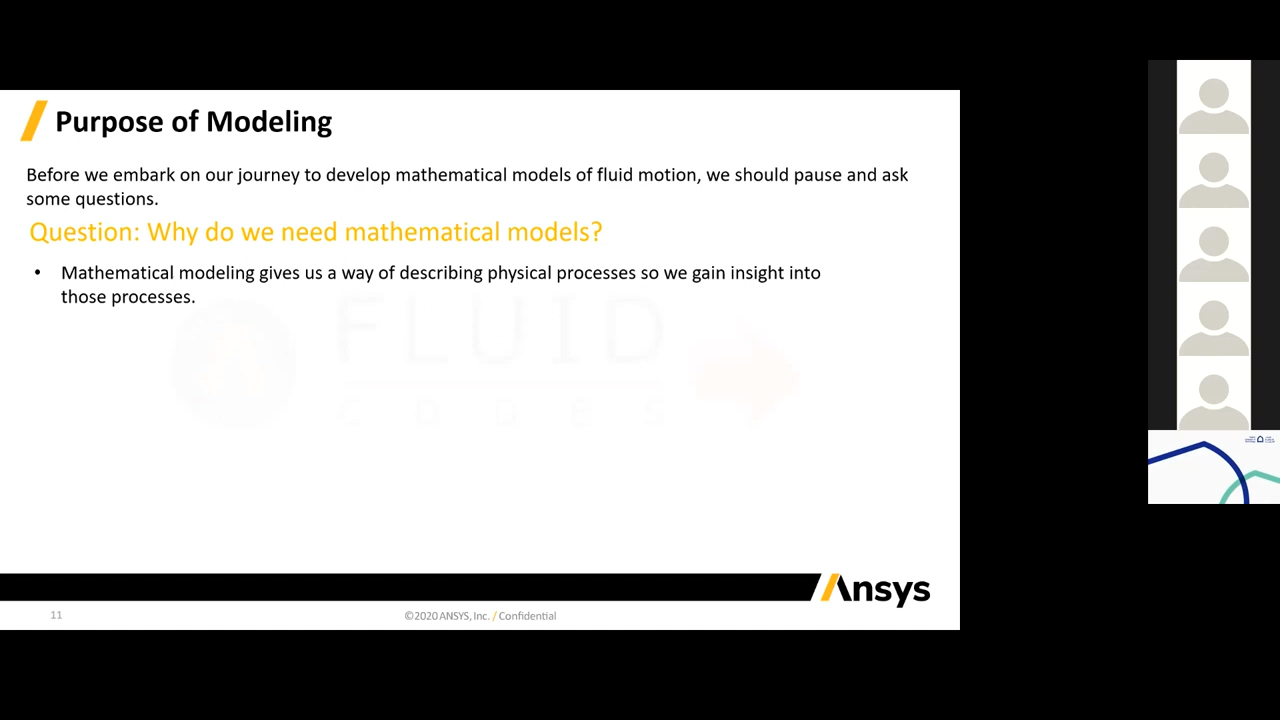 Purpose of Modeling
Before we embark on our journey to develop mathematical models of fluid motion, we should pause and ask
some questions.
Question: Why do we need mathematical models?
• Mathematical modeling gives us a way of describing physical processes so we gain insight into
those processes.
FLUID
CODES
Ansys
11
©2020 ANSYS, Inc. / Confidential